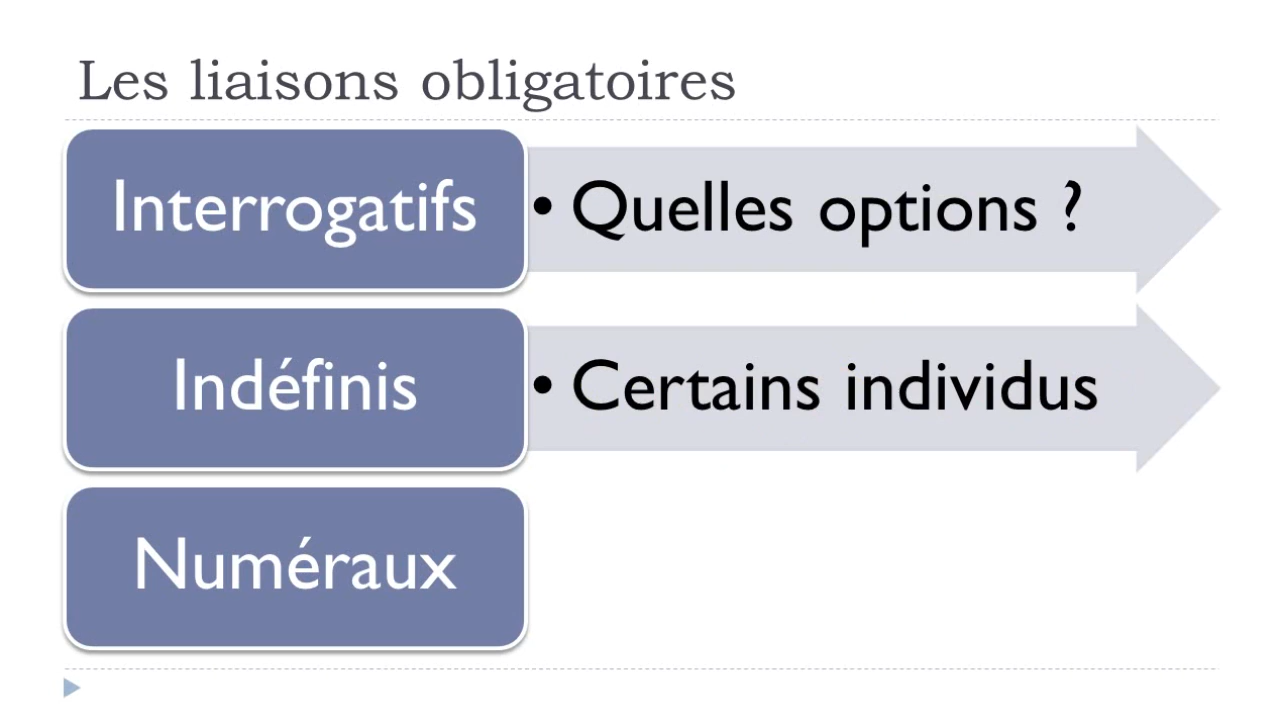 Les liaisons obligatoires
Interrogatifs
• Quelles options ?
Indéfinis
• Certains individus
Numéraux